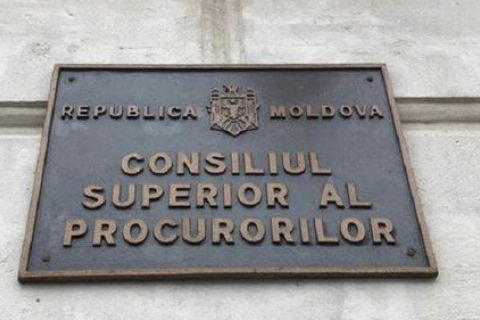 REPUBLICA MOLDOVA
CONSILIUL
SUPERIOR AL
PROCURORILOR